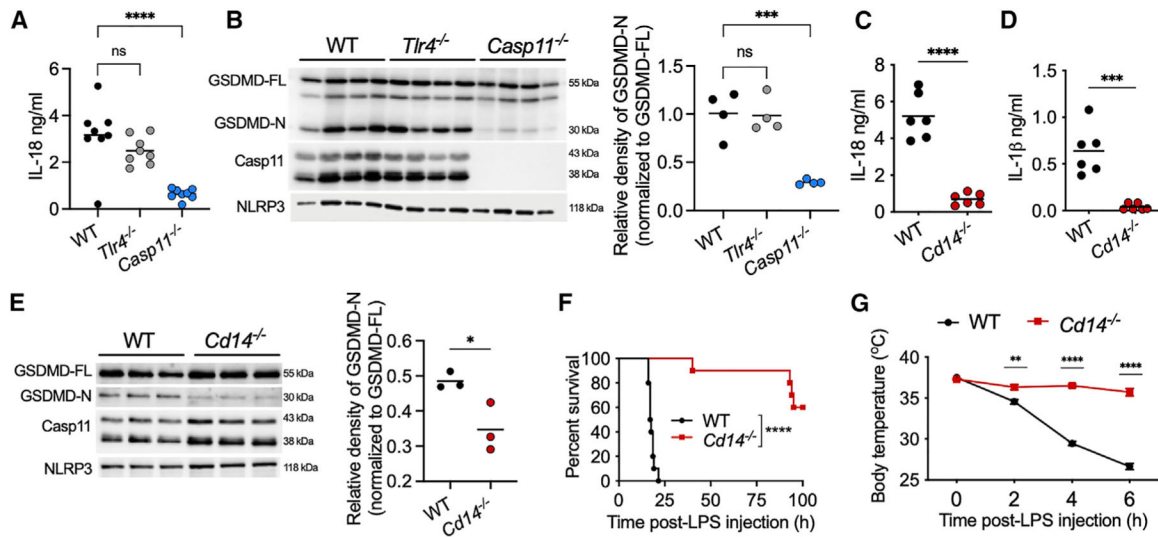 A
****
ns
IL-18 ng/ml
6
4
2
0
WT
Tlr4-/-
Casp11-/-
B
WT
Tlr4-/-
Casp11-/-
GSDMD-FL
55 kDa
GSDMD-N
30 kDa
Casp11
43 kDa
38 kDa
NLRP3
118 kDa
Relative density of GSDMD-N
(normalized to GSDMD-FL)
***
ns
1.5
1.0
0.5
0.0
WT
Tlr4-/-
Casp11-/-
C
****
IL-18 ng/ml
8
6
4
2
0
WT
Cd14-/-
D
***
IL-1β ng/ml
1.5
1.0
0.5
0.0
WT
Cd14-/-
E
WT
Cd14-/-
GSDMD-FL
55 kDa
GSDMD-N
30 kDa
Casp11
43 kDa
38 kDa
NLRP3
118 kDa
Relative density of GSDMD-N
(normalized to GSDMD-FL)
*
0.6
0.5
0.4
0.3
0.2
WT
Cd14-/-
F
Percent survival
100
80
60
40
20
0
WT
Cd14-/-
****
0 25 50 75 100
Time post-LPS injection (h)
G
WT
Cd14-/-
Body temperature (°C)
40
35
30
25
** **** ****
0 2 4 6
Time post-LPS injection (h)